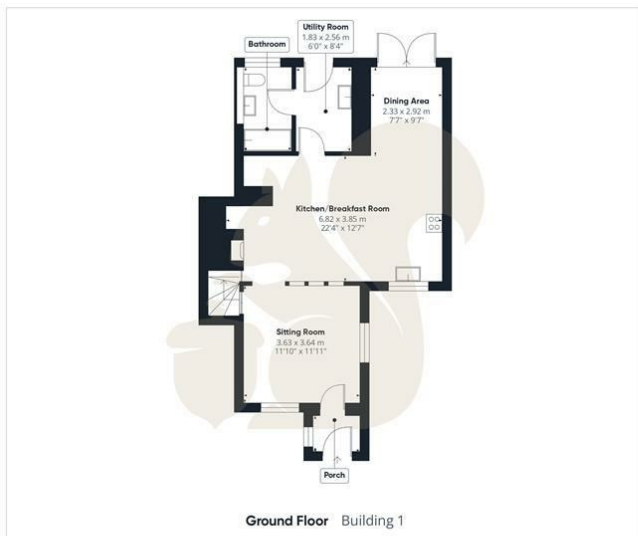 Utility Room
1.83 x 2.56 m
6'0" x 8'4"
Bathroom
Dining Area
2.33 x 2.92 m
7'7" x 9'7"
Kitchen/Breakfast Room
6.82 x 3.85 m
22'4" x 12'7"
Sitting Room
3.63 x 3.64 m
11'10" x 11'11"
Porch
Ground Floor Building 1